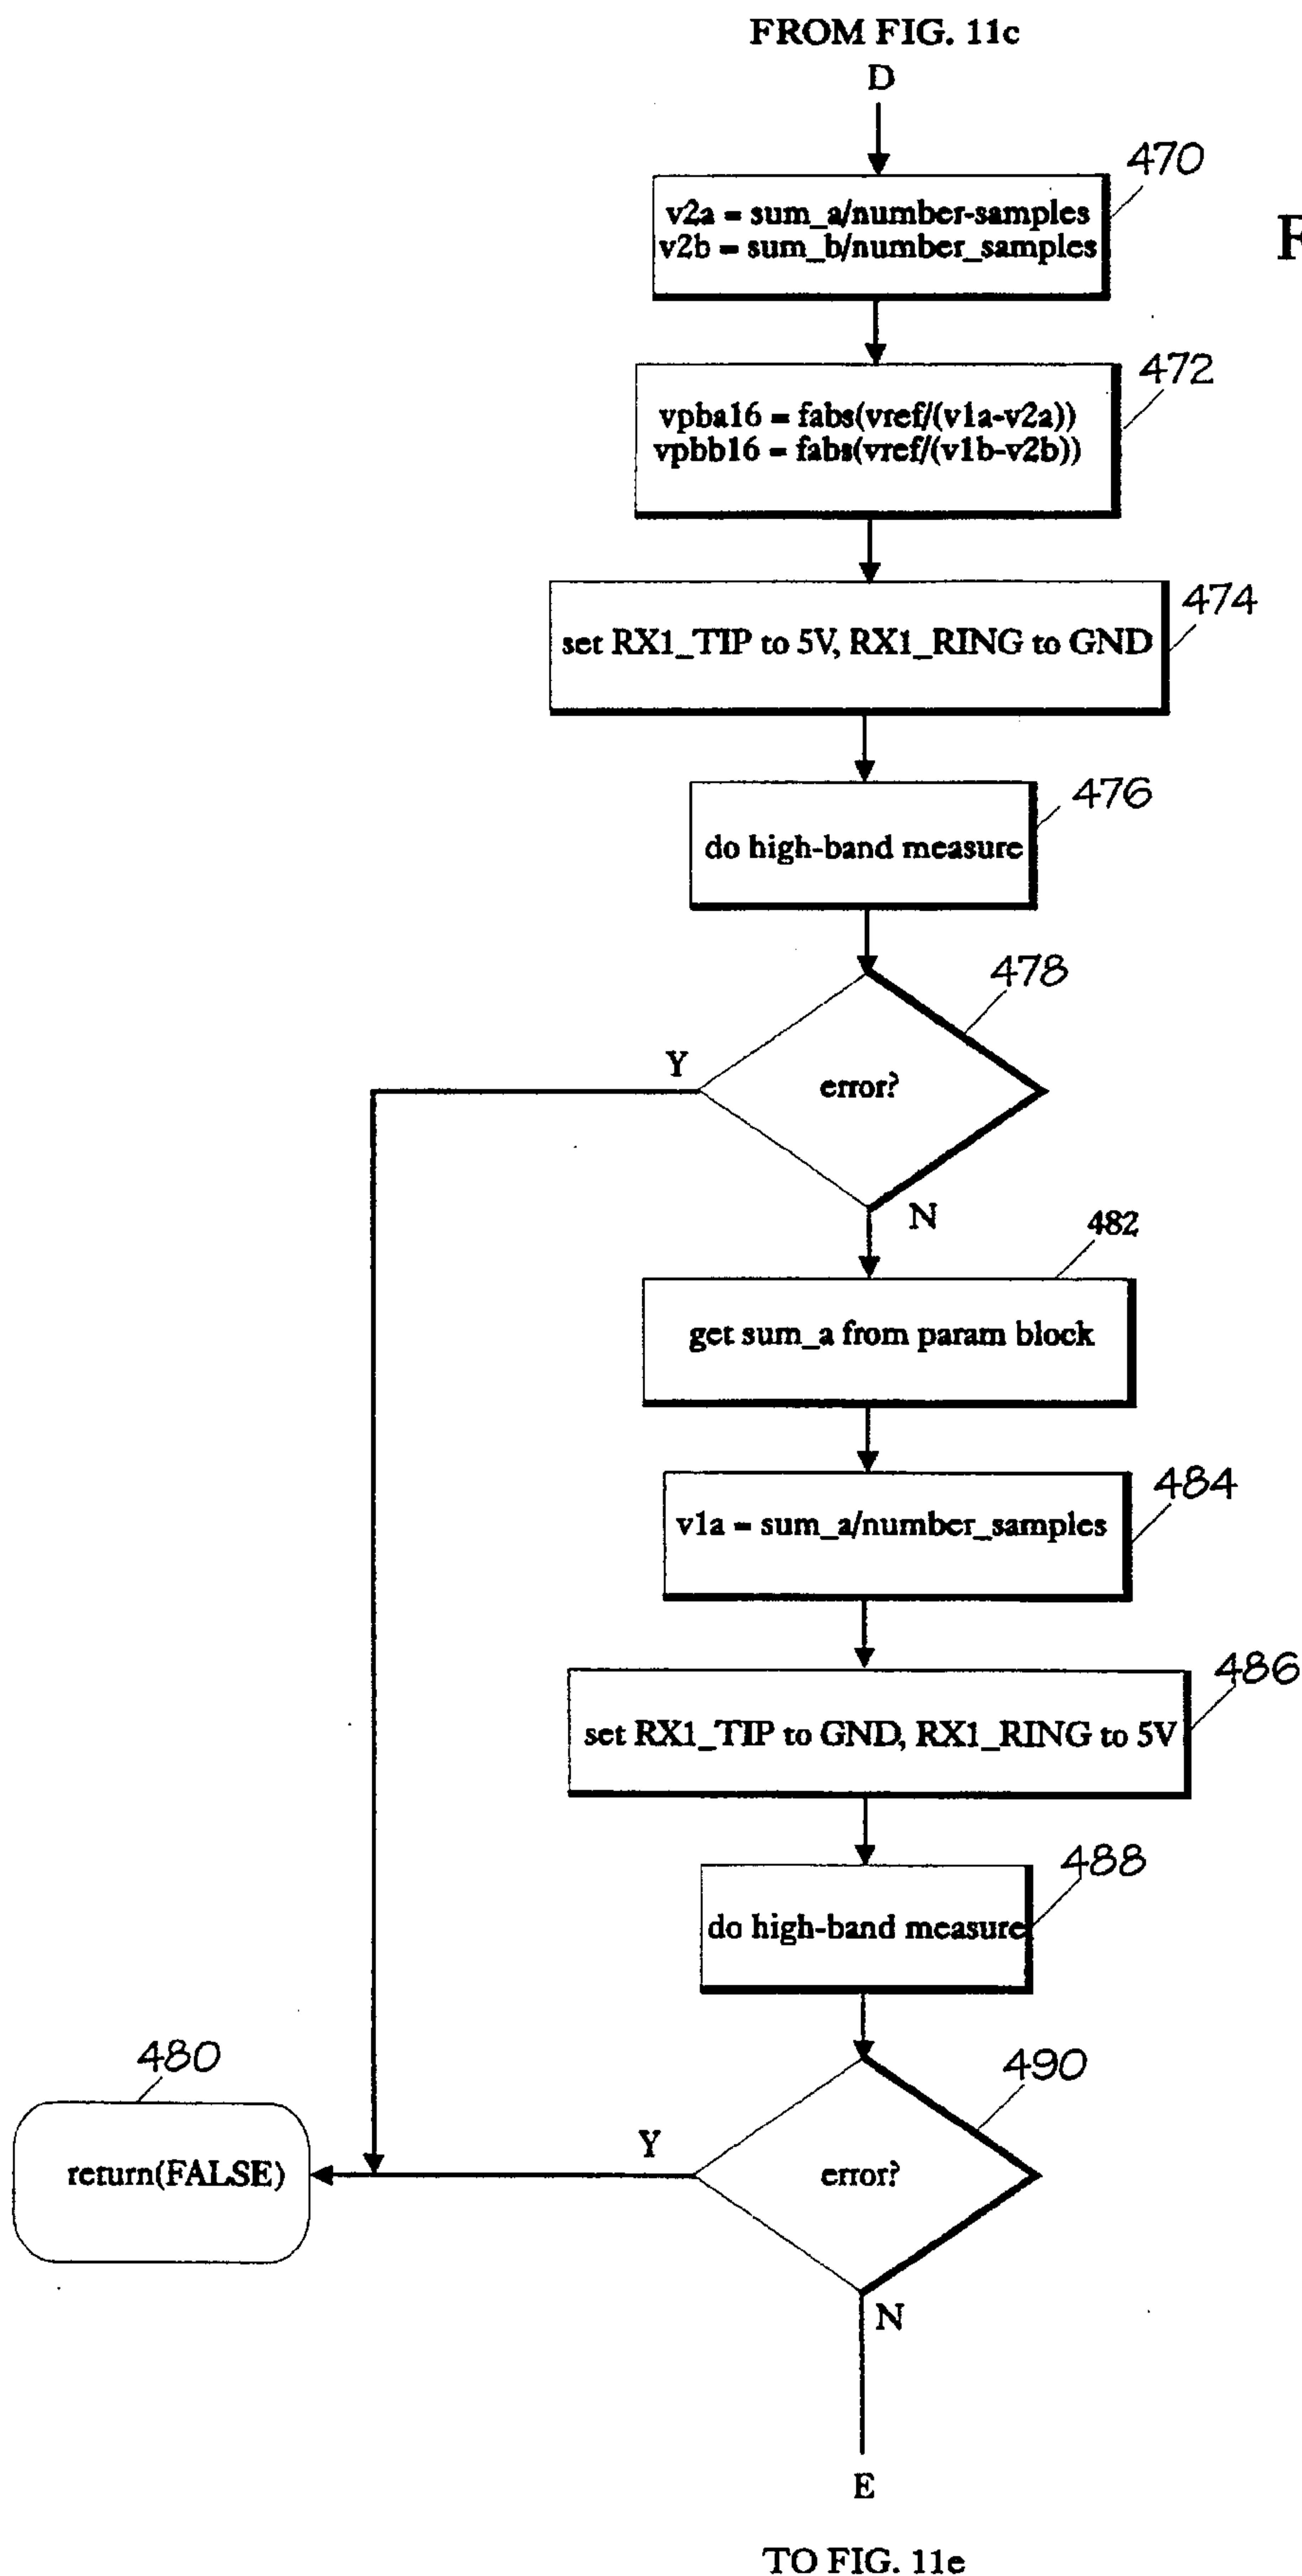 FROM FIG. 11c
D
470
v2a = sum_a/number-samples
v2b = sum_b/number_samples
F
472
vpba16 = fabs(vref/(v1a-v2a))
vpbb16 = fabs(vref/(v1b-v2b))
474
set RX1_TIP to 5V, RX1_RING to GND
476
do high-band measure
478
Y
error?
N
482
get sum_a from param block
484
v1a = sum_a/number_samples
486
set RX1_TIP to GND, RX1_RING to 5V
488
do high-band measure
480
490
Y
return(FALSE)
error?
N
E
TO FIG. 11e